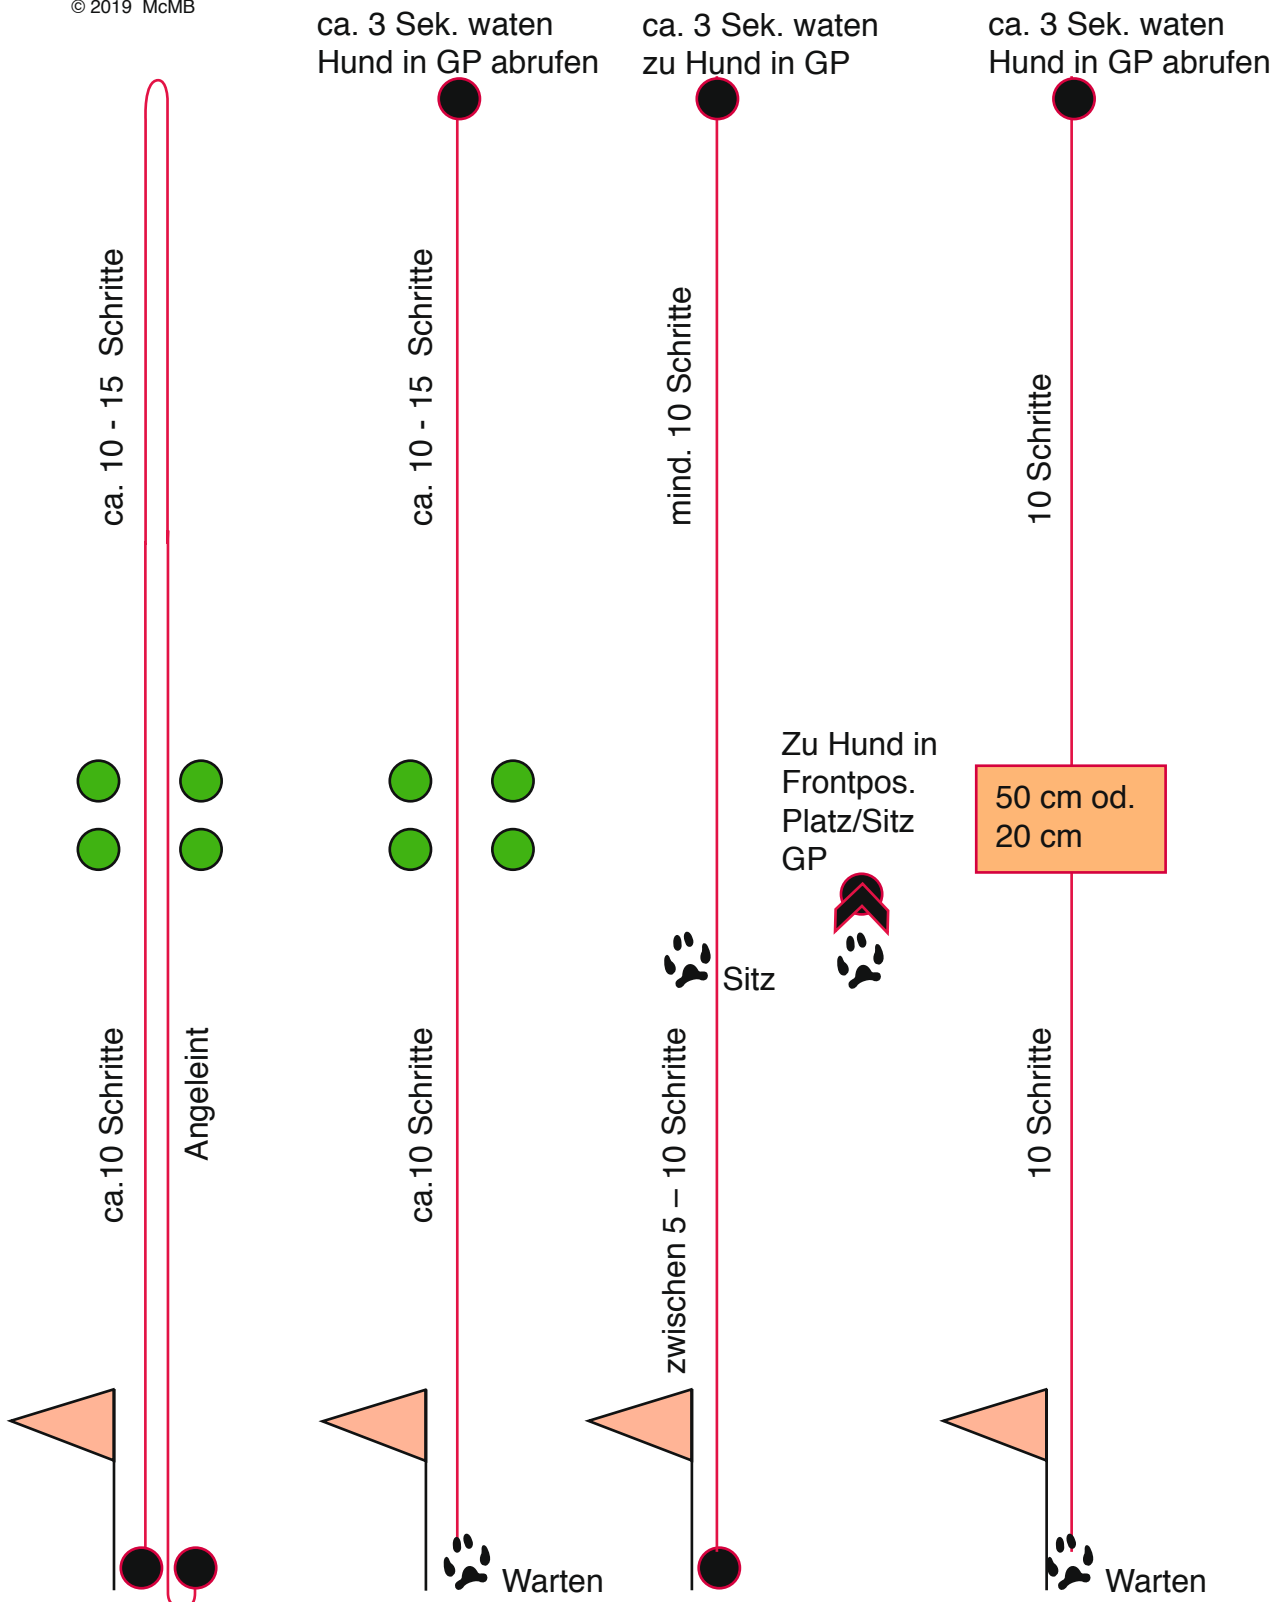 © 2019 McMB
ca. 3 Sek. waten
Hund in GP abrufen
ca. 3 Sek. waten
zu Hund in GP
ca. 3 Sek. waten
Hund in GP abrufen
ca. 10 - 15 Schritte
ca. 10 - 15 Schritte
mind. 10 Schritte
10 Schritte
Zu Hund in
Frontpos.
Platz/Sitz
GP
50 cm od.
20 cm
Sitz
ca.10 Schritte
Angeleint
ca.10 Schritte
zwischen 5 – 10 Schritte
10 Schritte
Warten
Warten